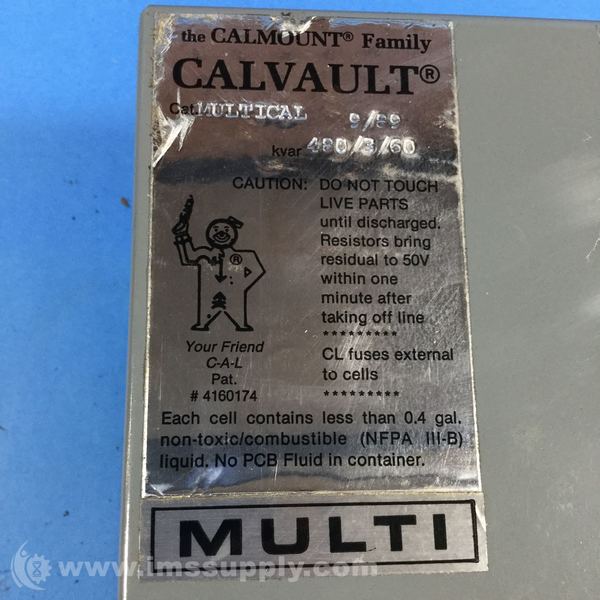 the CALMOUNT® Family
CALVAULT®
Cat MULTICAL 9/99
kvar 480/3/60
CAUTION: DO NOT TOUCH
LIVE PARTS
until discharged.
Resistors bring
residual to 50V
within one
minute after
taking off line
*********
CL fuses external
to cells
*********
®
Your Friend
C-A-L
Pat.
# 4160174
Each cell contains less than 0.4 gal.
non-toxic/combustible (NFPA III-B)
liquid. No PCB Fluid in container.
MULTI
© www.imssupply.com